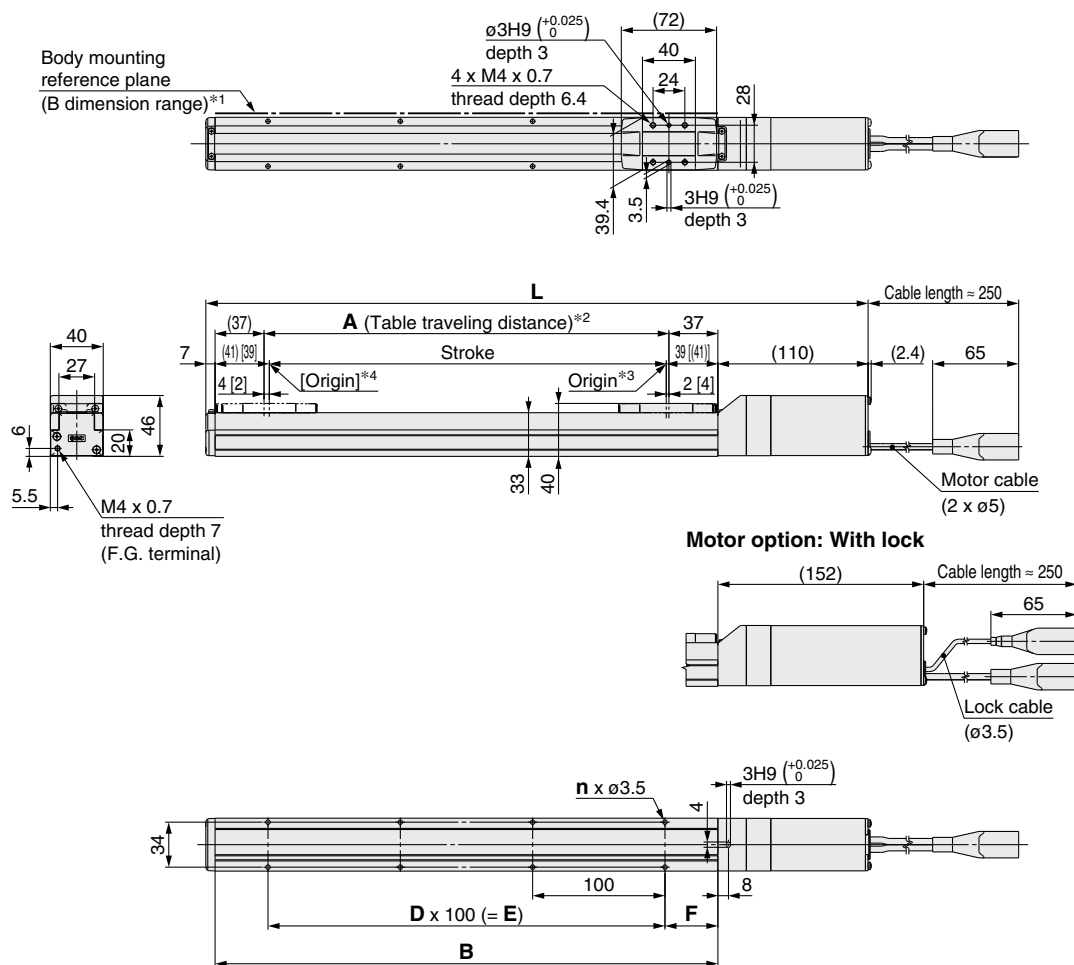 (72)
ø3H9 (+0.025 0)
depth 3
40
4 x M4 x 0.7
thread depth 6.4
24
28
Body mounting
reference plane
(B dimension range)*1
39.4
3.5
3H9 (+0.025 0)
depth 3
L
Cable length ≈ 250
(37)
A (Table traveling distance)*2
37
7
(41) [39]
Stroke
39 [(41)]
(110)
(2.4)
65
4 [2]
[Origin]*4
Origin*3
2 [4]
40
27
6
20
46
5.5
M4 x 0.7
thread depth 7
(F.G. terminal)
33
40
Motor cable
(2 x ø5)
Motor option: With lock
(152)
Cable length ≈ 250
65
Lock cable
(ø3.5)
3H9 (+0.025 0)
depth 3
n x ø3.5
4
34
100
8
D x 100 (= E)
F
B